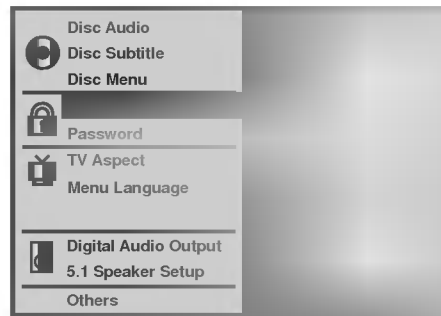 Disc Audio
Disc Subtitle
Disc Menu
Password
TV Aspect
Menu Language
Digital Audio Output
5.1 Speaker Setup
Others